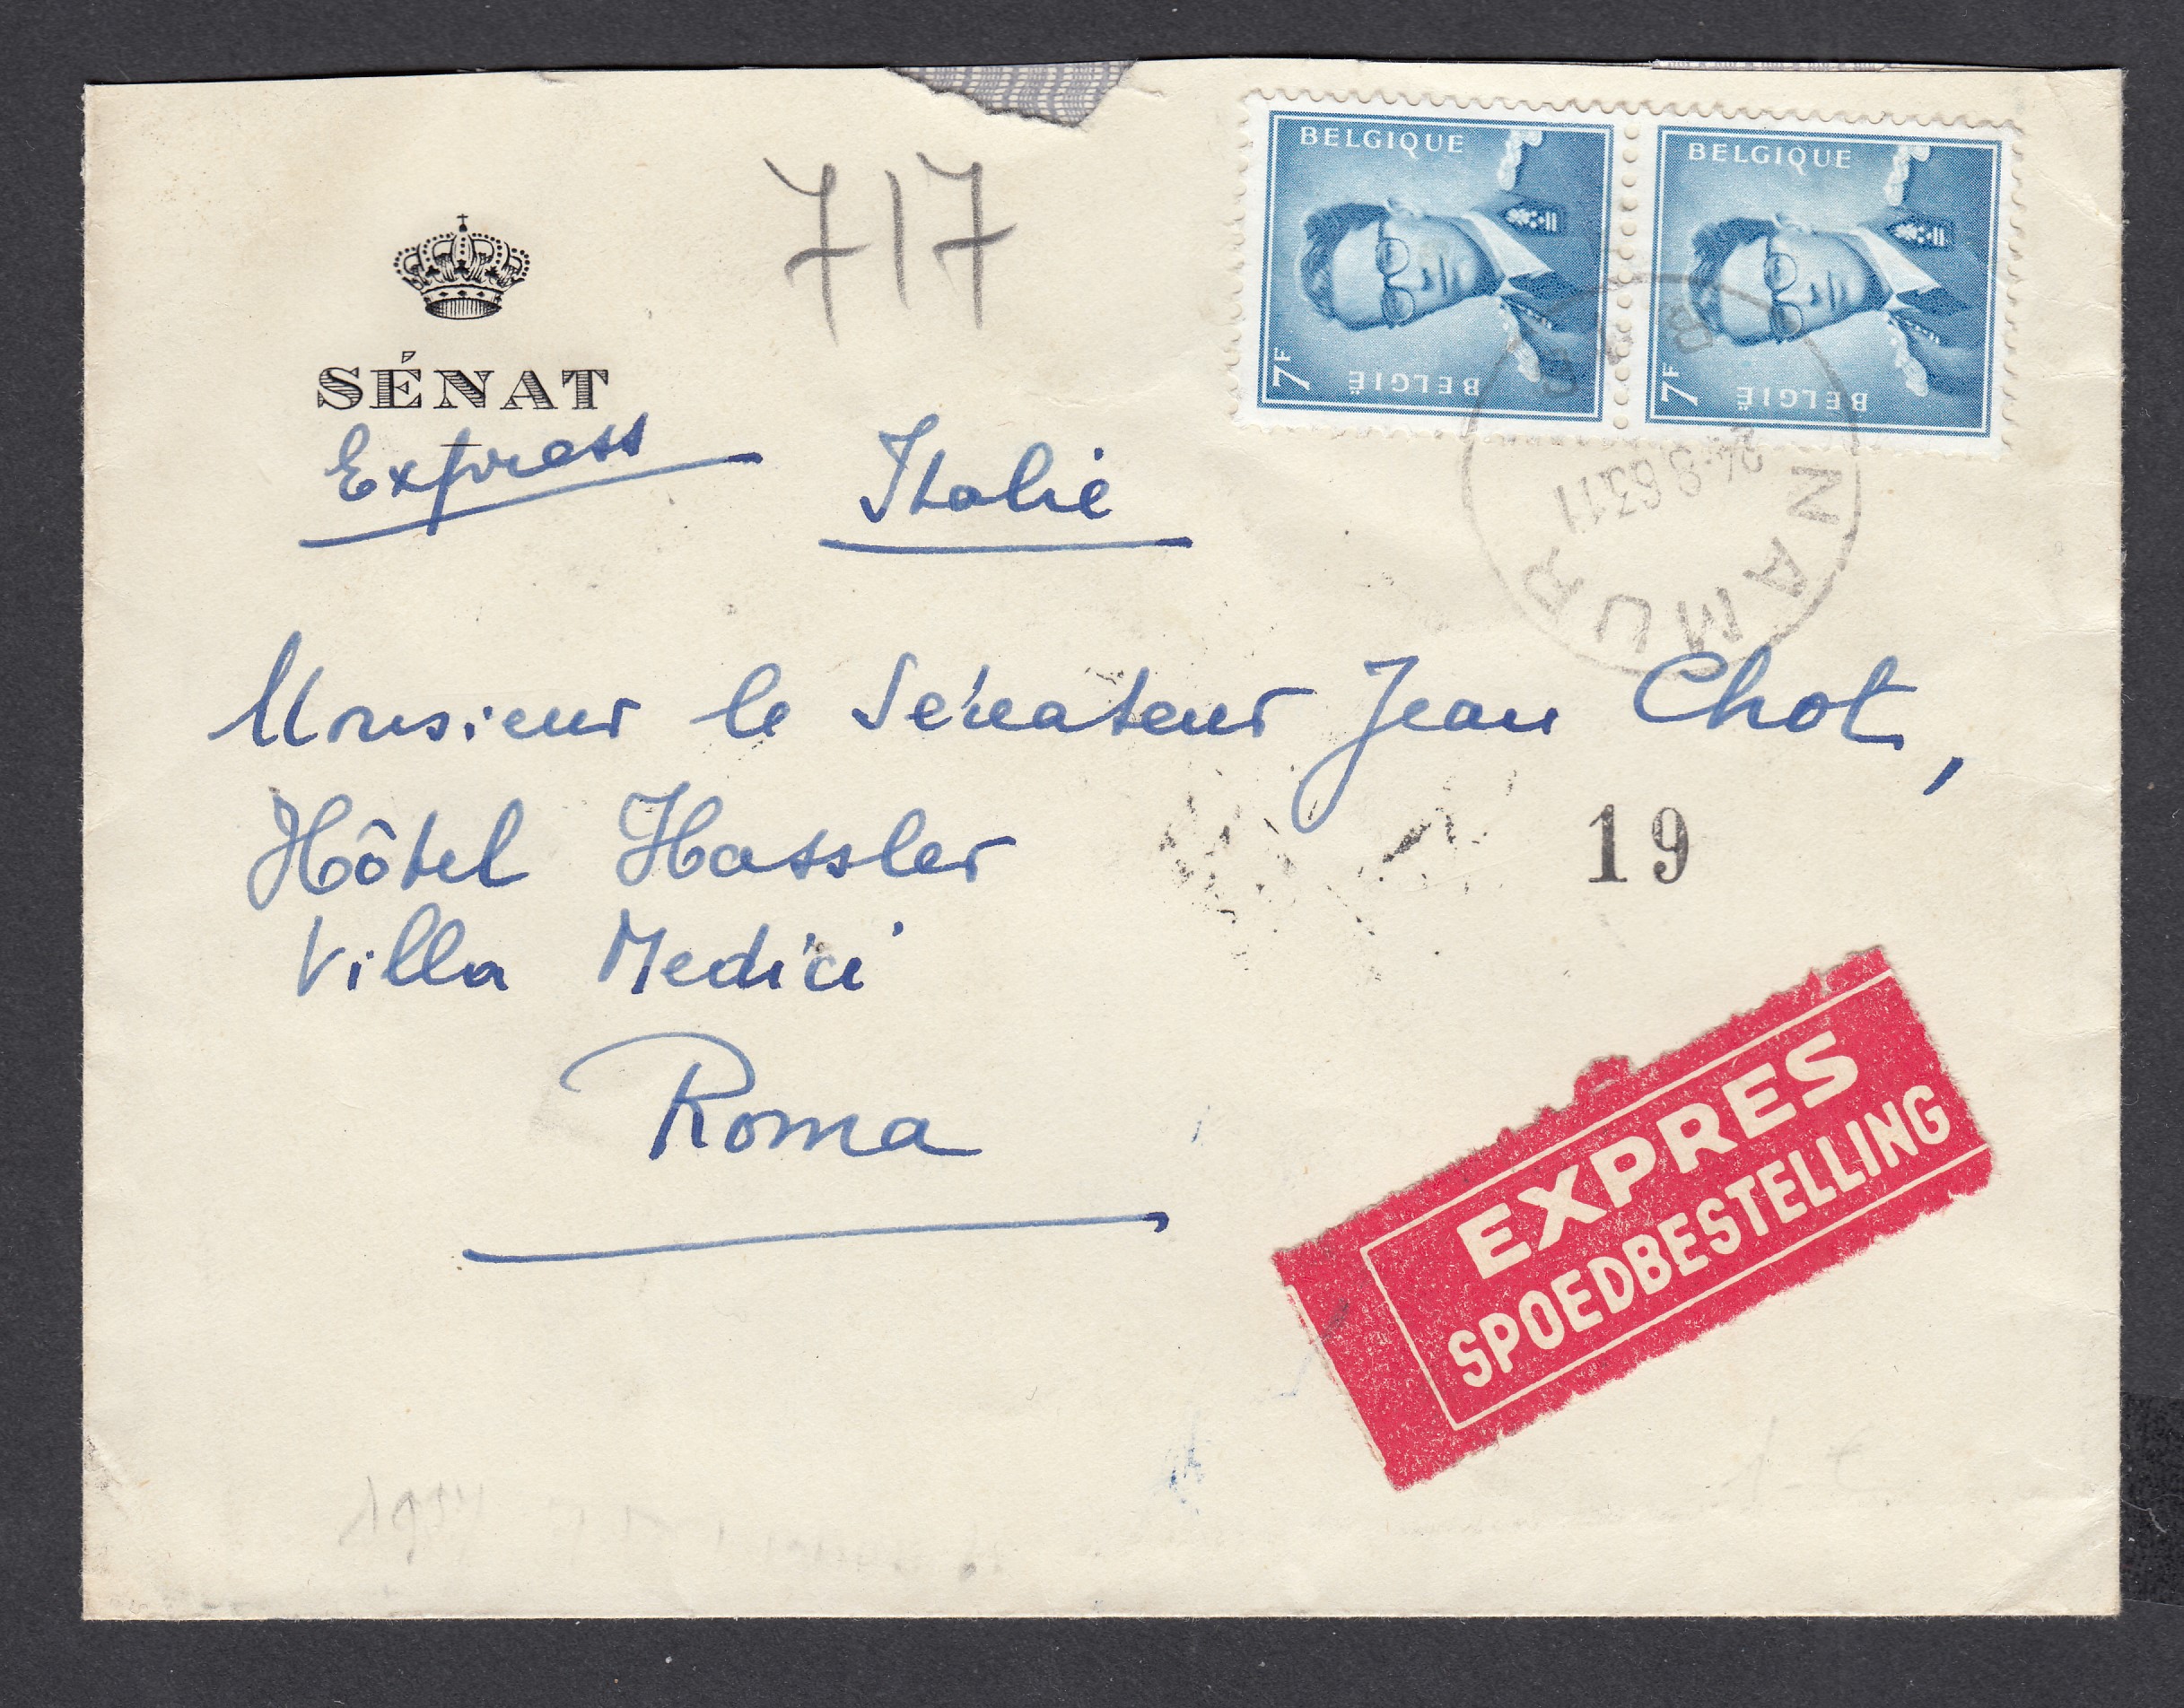 717
BELGIQUE
7F
BELGIË
BELGIQUE
7F
BELGIË
SÉNAT
Express Italie
NAMUR
Monsieur le Sénateur Jean Chot,
Hôtel Hassler
19
Villa Medici
Roma
EXPRES
SPOEDBESTELLING